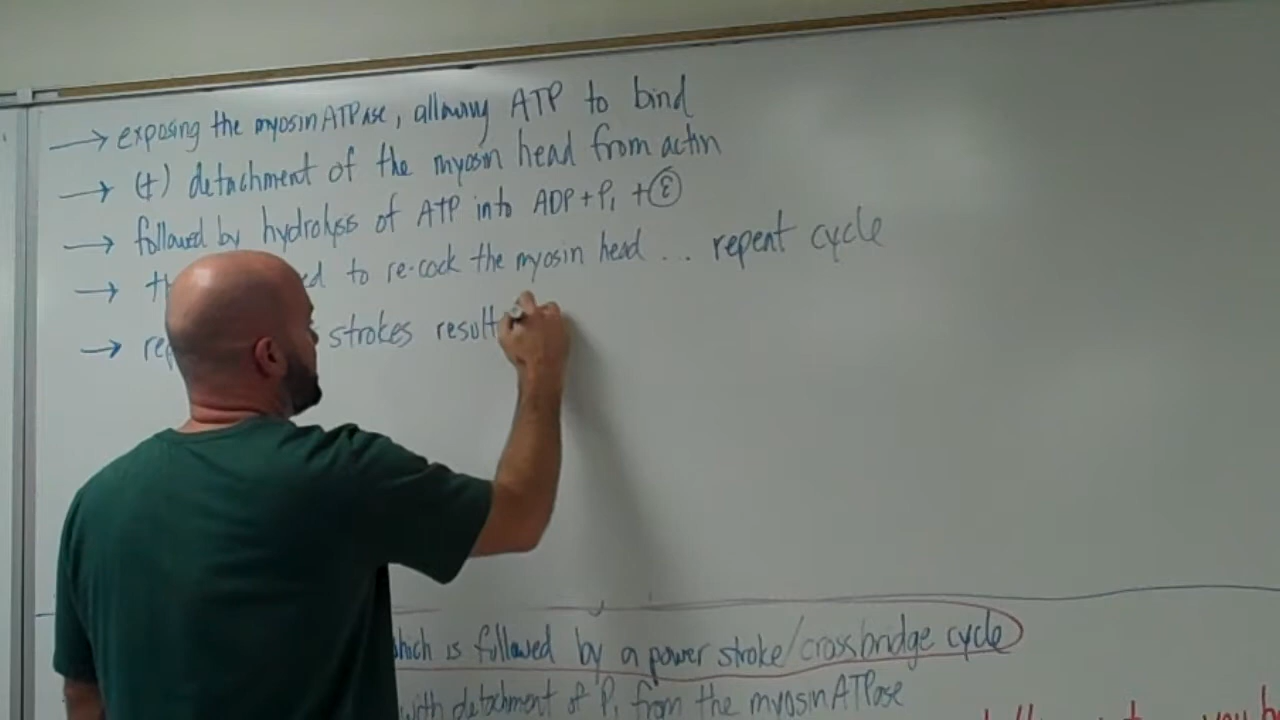 → exposing the myosin ATPase, allowing ATP to bind
→ (+) detachment of the myosin head from actin
→ followed by hydrolysis of ATP into ADP + Pi + Ⓔ
→ to re-cock the myosin head ... repeat cycle
→ strokes result
which is followed by a power stroke/crossbridge cycle
with detachment of Pi from the myosin ATPase